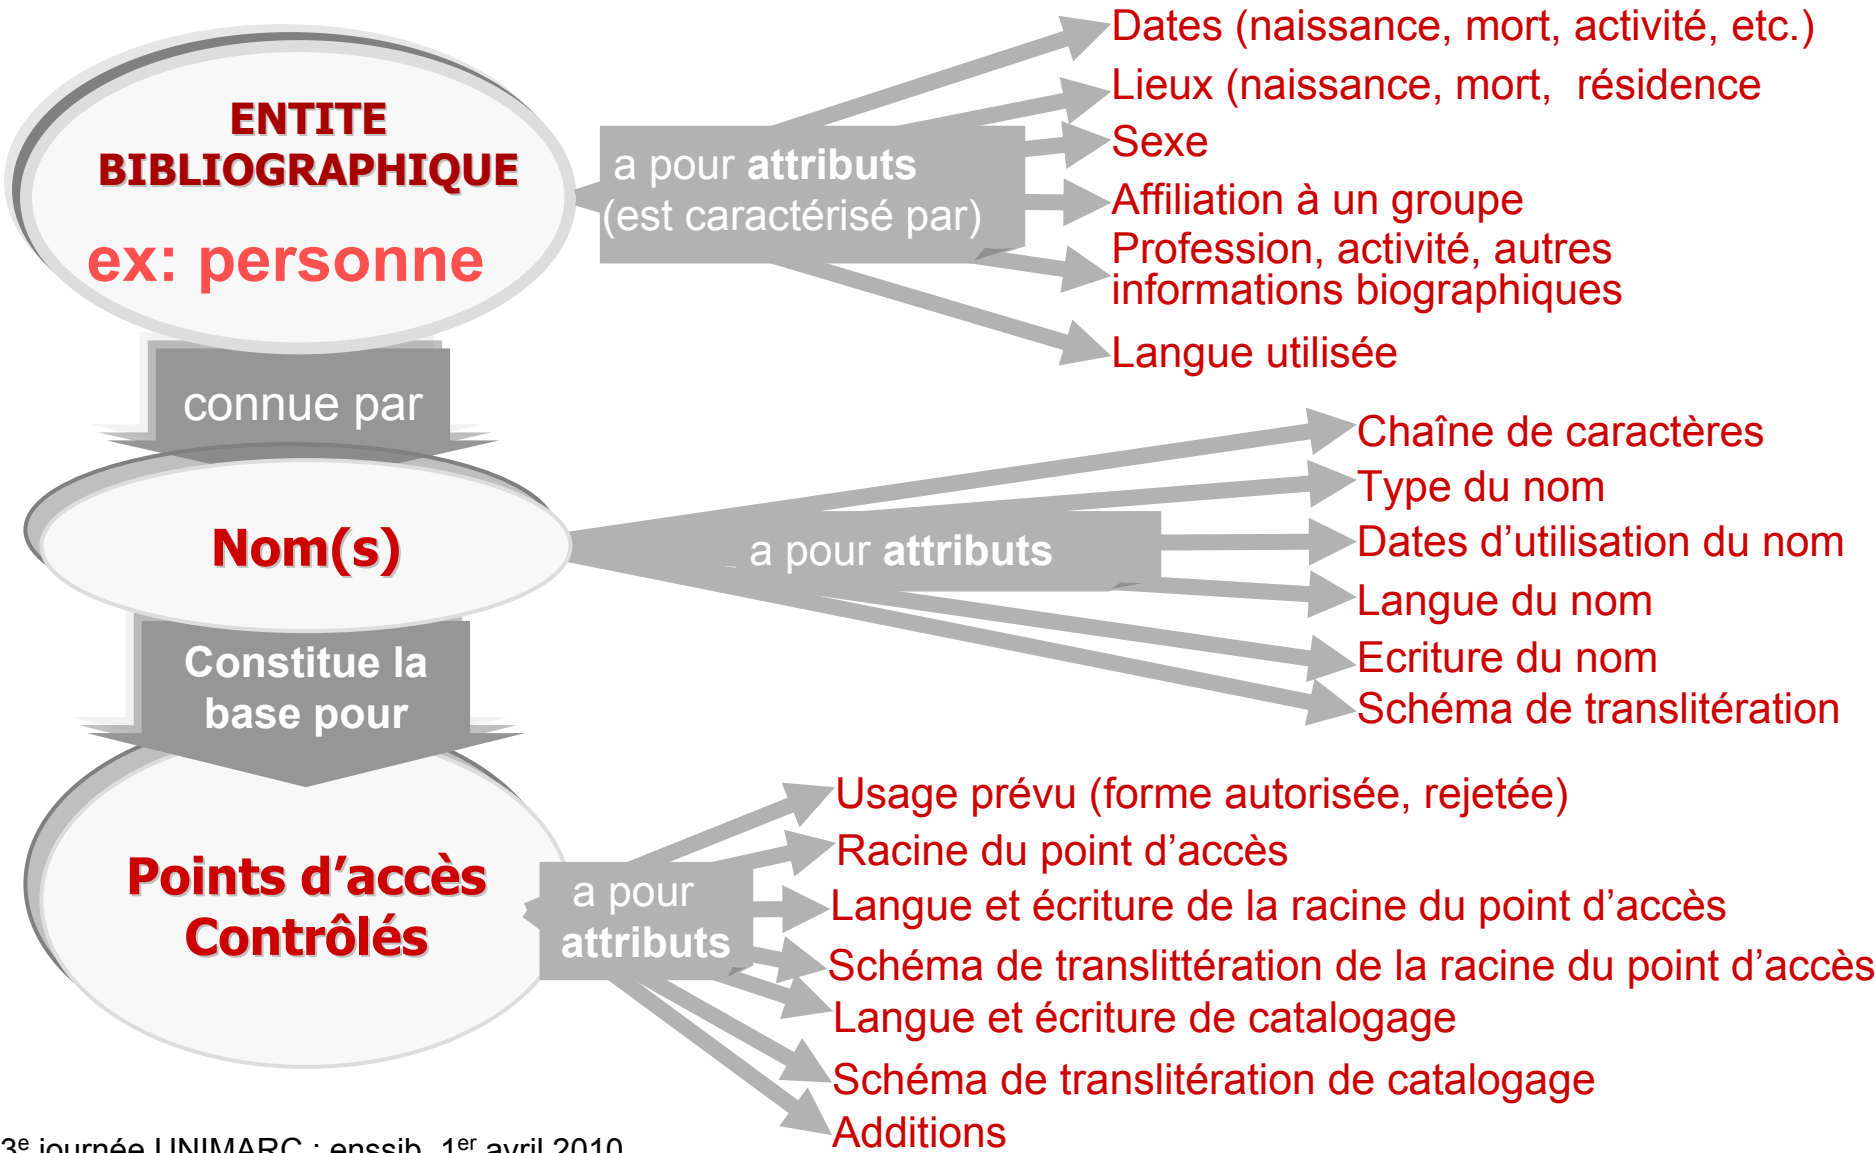 ENTITE
BIBLIOGRAPHIQUE
ex: personne
a pour attributs
(est caractérisé par)
Dates (naissance, mort, activité, etc.)
Lieux (naissance, mort, résidence
Sexe
Affiliation à un groupe
Profession, activité, autres
informations biographiques
Langue utilisée
connue par
Nom(s)
a pour attributs
Chaîne de caractères
Type du nom
Dates d’utilisation du nom
Langue du nom
Ecriture du nom
Schéma de translitération
Constitue la
base pour
Points d’accès
Contrôlés
a pour
attributs
Usage prévu (forme autorisée, rejetée)
Racine du point d’accès
Langue et écriture de la racine du point d’accès
Schéma de translittération de la racine du point d’accès
Langue et écriture de catalogage
Schéma de translitération de catalogage
Additions
3e journée UNIMARC : enssib, 1er avril 2010